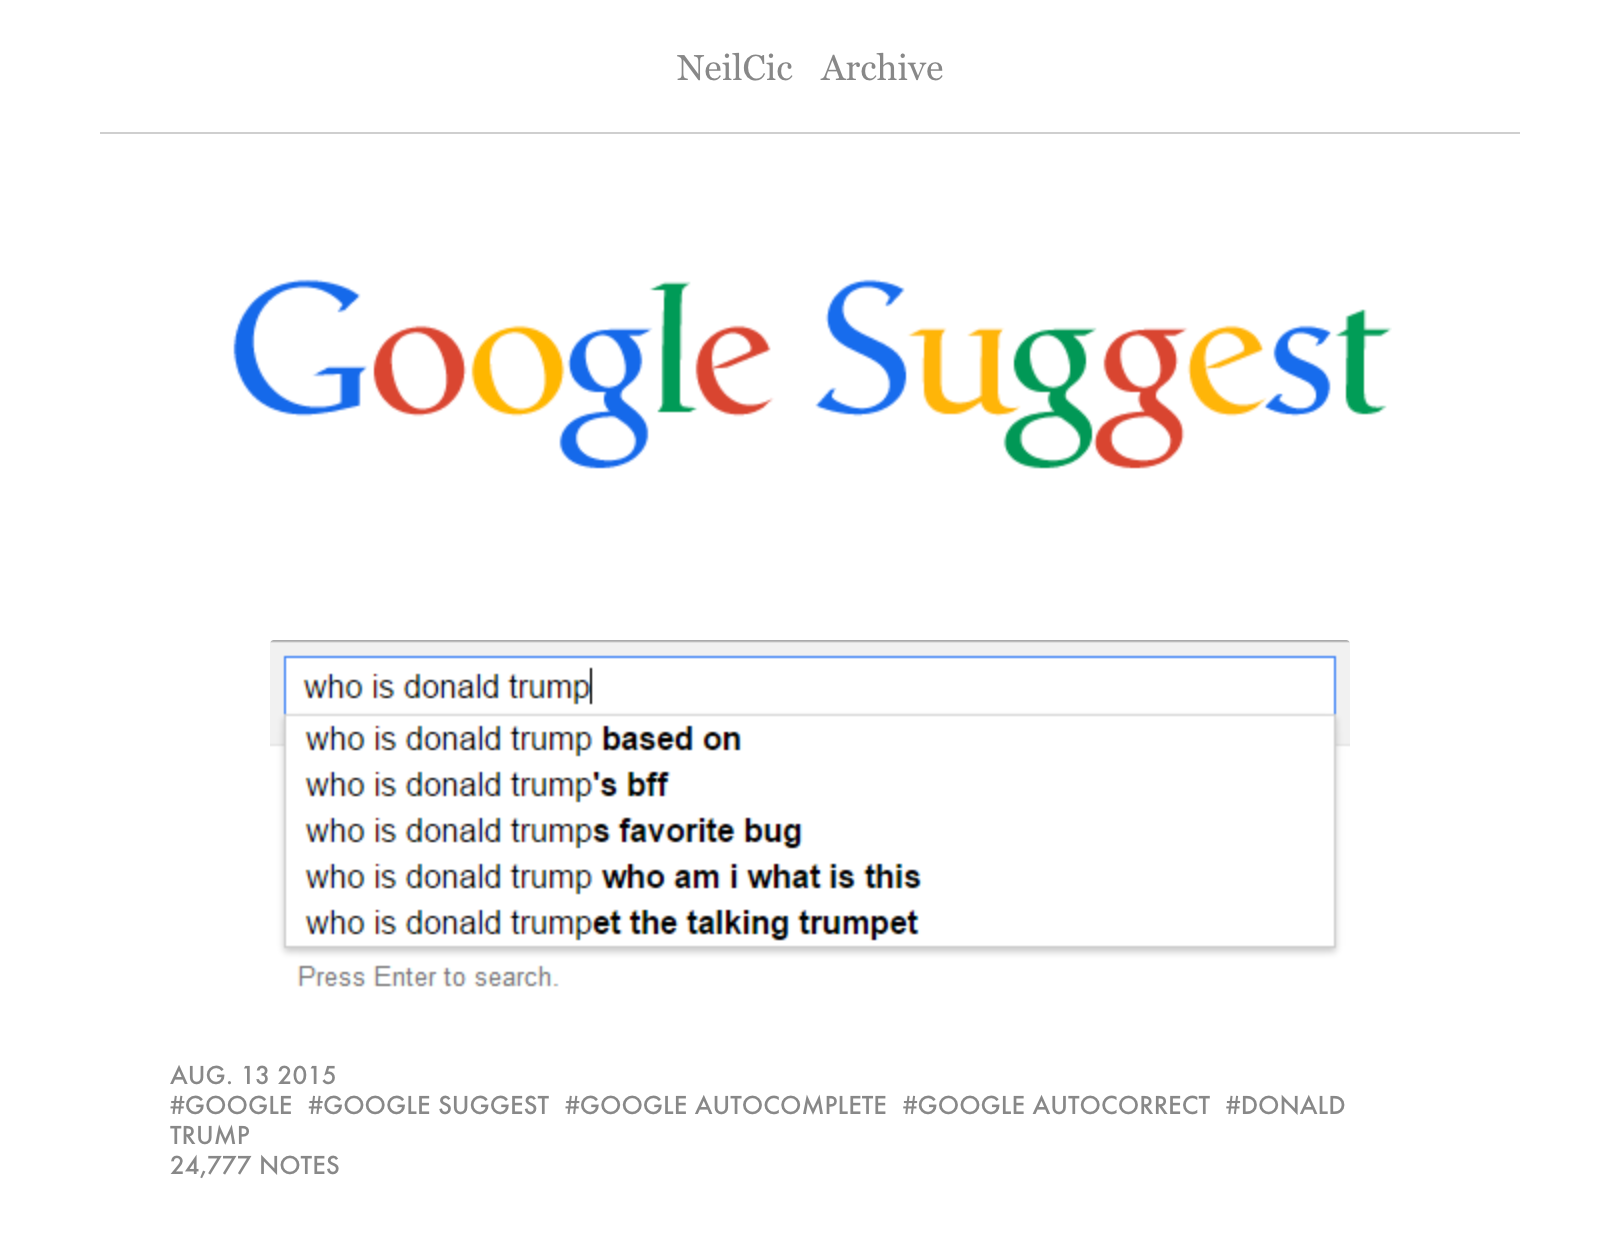 NeilCic Archive
Google Suggest
who is donald trump
who is donald trump based on
who is donald trump's bff
who is donald trumps favorite bug
who is donald trump who am i what is this
who is donald trumpet the talking trumpet
Press Enter to search.
AUG. 13 2015
#GOOGLE #GOOGLE SUGGEST #GOOGLE AUTOCOMPLETE #GOOGLE AUTOCORRECT #DONALD
TRUMP
24,777 NOTES